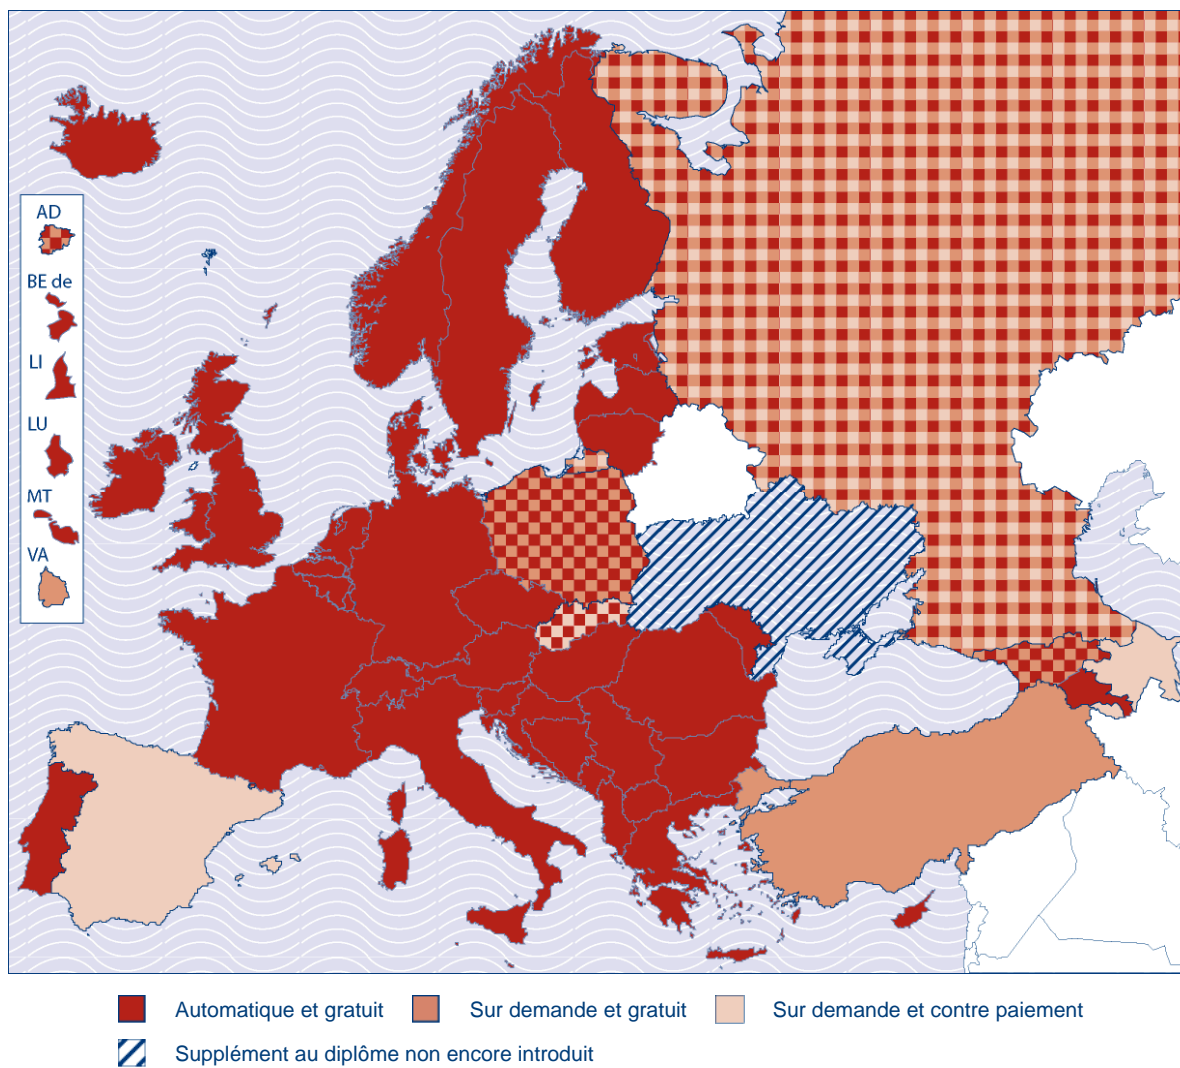 AD
BE de
LI
LU
MT
VA
Automatique et gratuit Sur demande et gratuit Sur demande et contre paiement
Supplément au diplôme non encore introduit